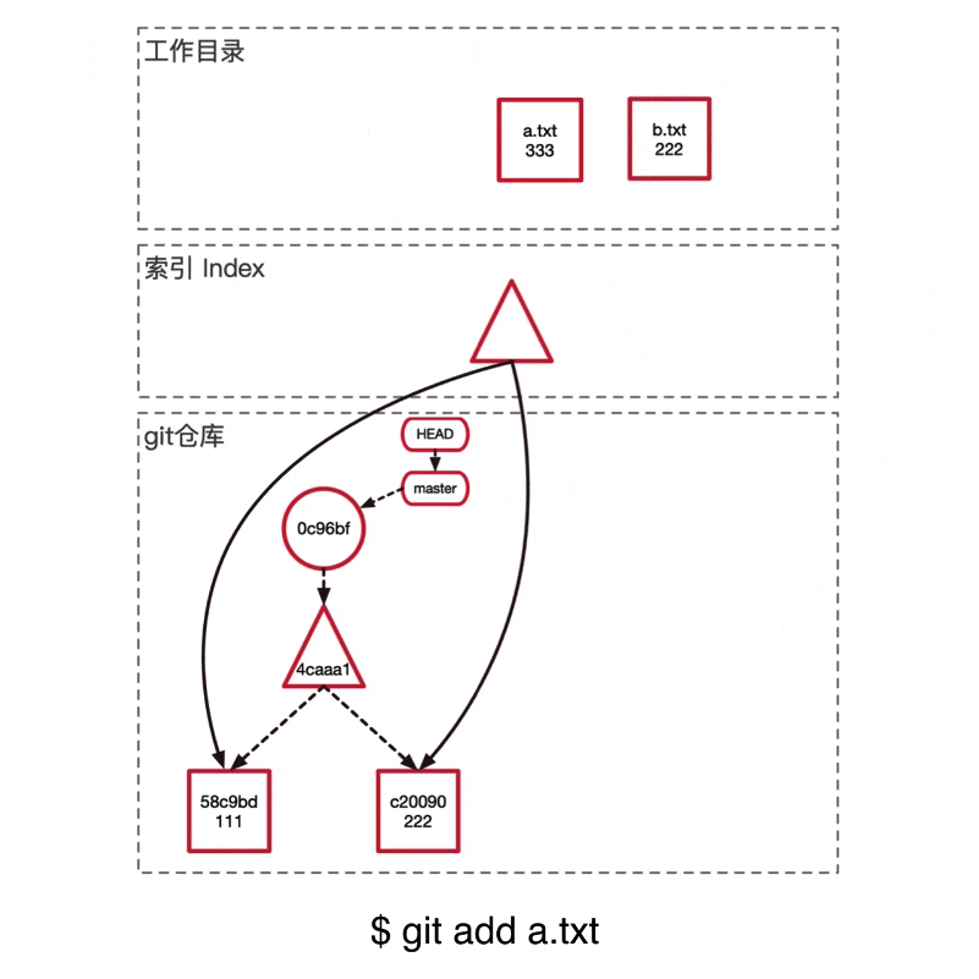 工作目录
a.txt
333
b.txt
222
索引 Index
git仓库
HEAD
master
0c96bf
4caaa1
58c9bd
111
c20090
222
$ git add a.txt